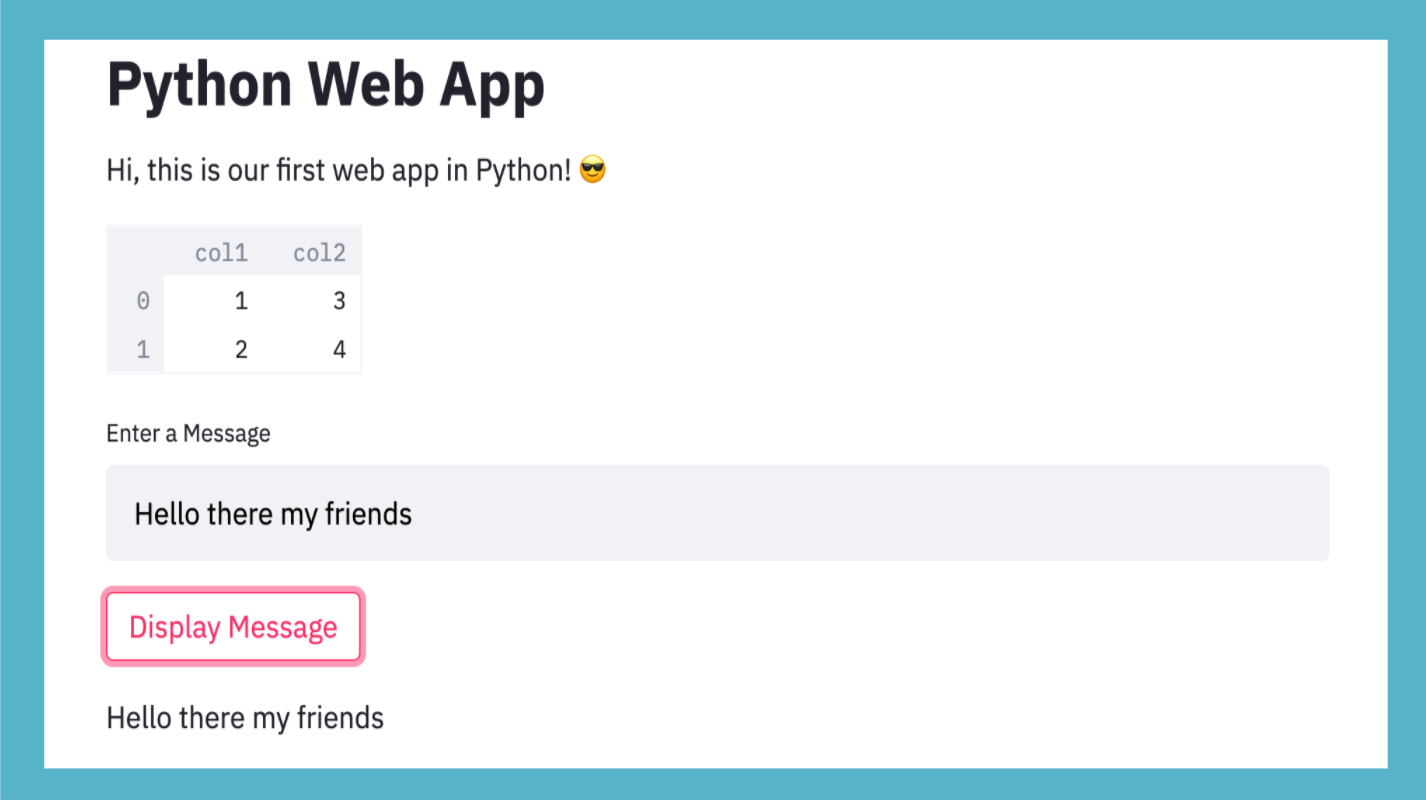 Python Web App
Hi, this is our first web app in Python! 😎
col1 col2
0 1 3
1 2 4
Enter a Message
Hello there my friends
Display Message
Hello there my friends